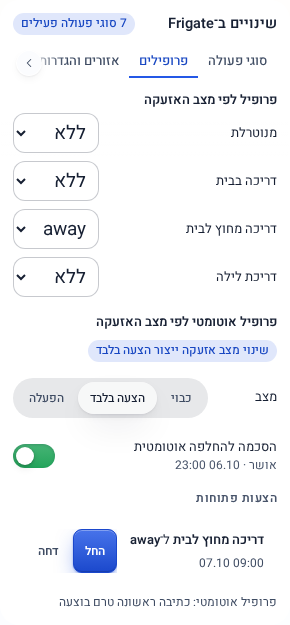 שינויים ב־Frigate
7 סוגי פעולה פעילים
סוגי פעולה
פרופילים
אזורים והגדרות
פרופיל לפי מצב האזעקה
מנוטרלת
ללא
דריכה בבית
ללא
דריכה מחוץ לבית
away
דריכת לילה
ללא
פרופיל אוטומטי לפי מצב האזעקה
שינוי מצב אזעקה ייצור הצעה בלבד
מצב
כבוי
הצעה בלבד
הפעלה
הסכמה להחלפה אוטומטית
אושר · 06.10 23:00
הצעות פתוחות
דריכה מחוץ לבית ל־away
07.10 09:00
החל
דחה
פרופיל אוטומטי: כתיבה ראשונה טרם בוצעה